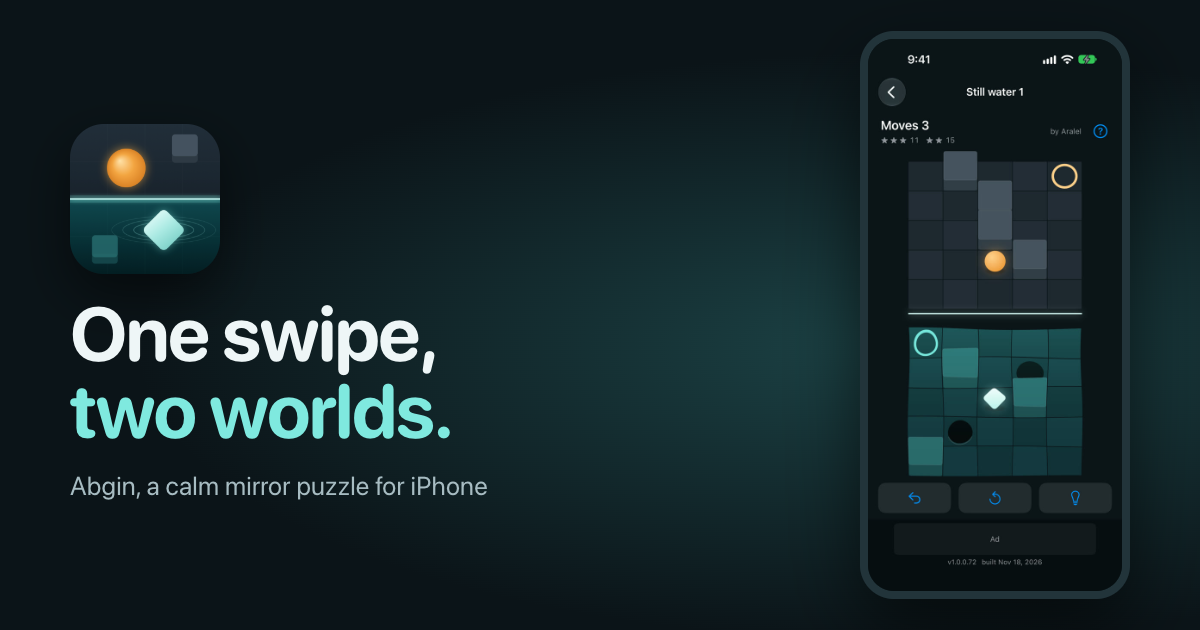 One swipe,
two worlds.
Abgin, a calm mirror puzzle for iPhone
9:41
Still water 1
Moves 3
by Aralel
?
★★★ 11 ★★ 15
Ad
v1.0.0.72 built Nov 18, 2026